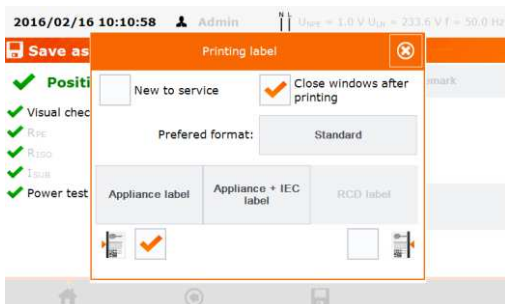 2016/02/16 10:10:58 Admin N L U_NPE = 1.0 V U_LN = 233.6 V f = 50.0 Hz
Save as
Printing label
Positi
New to service
Close windows after printing
mark
Visual chec
R_PE
Prefered format: Standard
R_ISO
I_SUB
Power test
Appliance label
Appliance + IEC label
RCD label